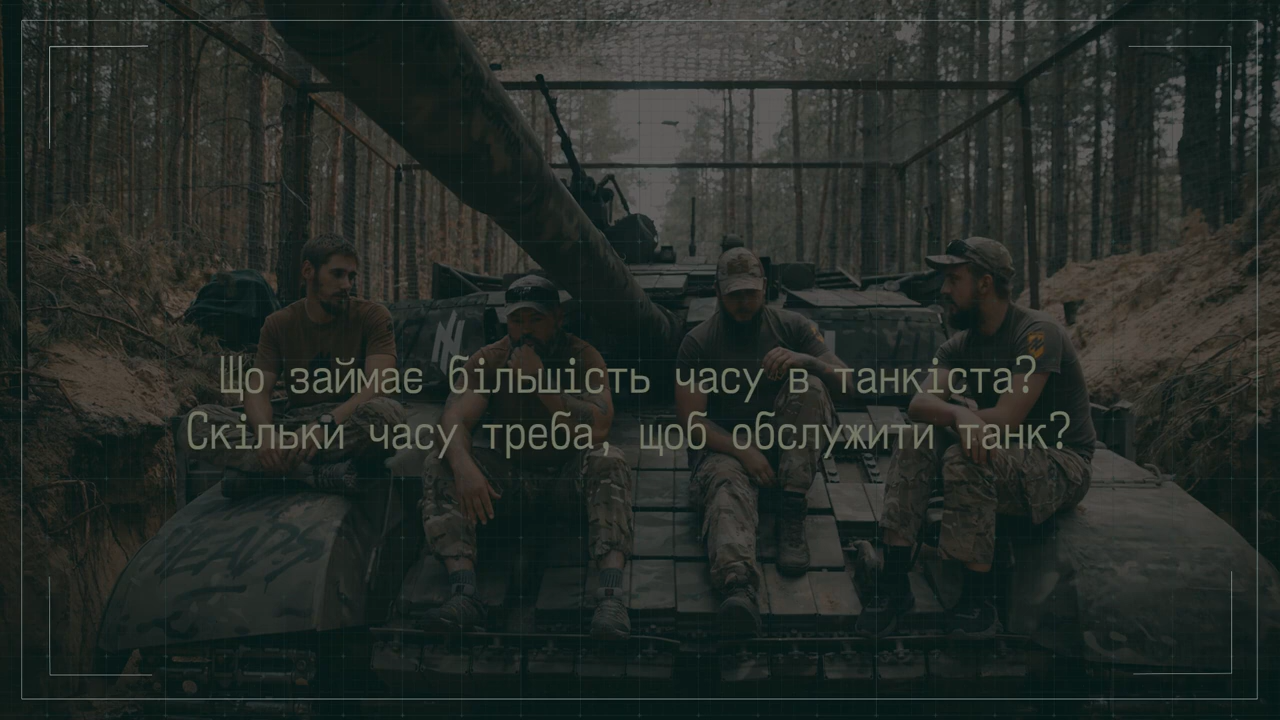 Що займає більшість часу в танкіста?
Скільки часу треба, щоб обслужити танк?